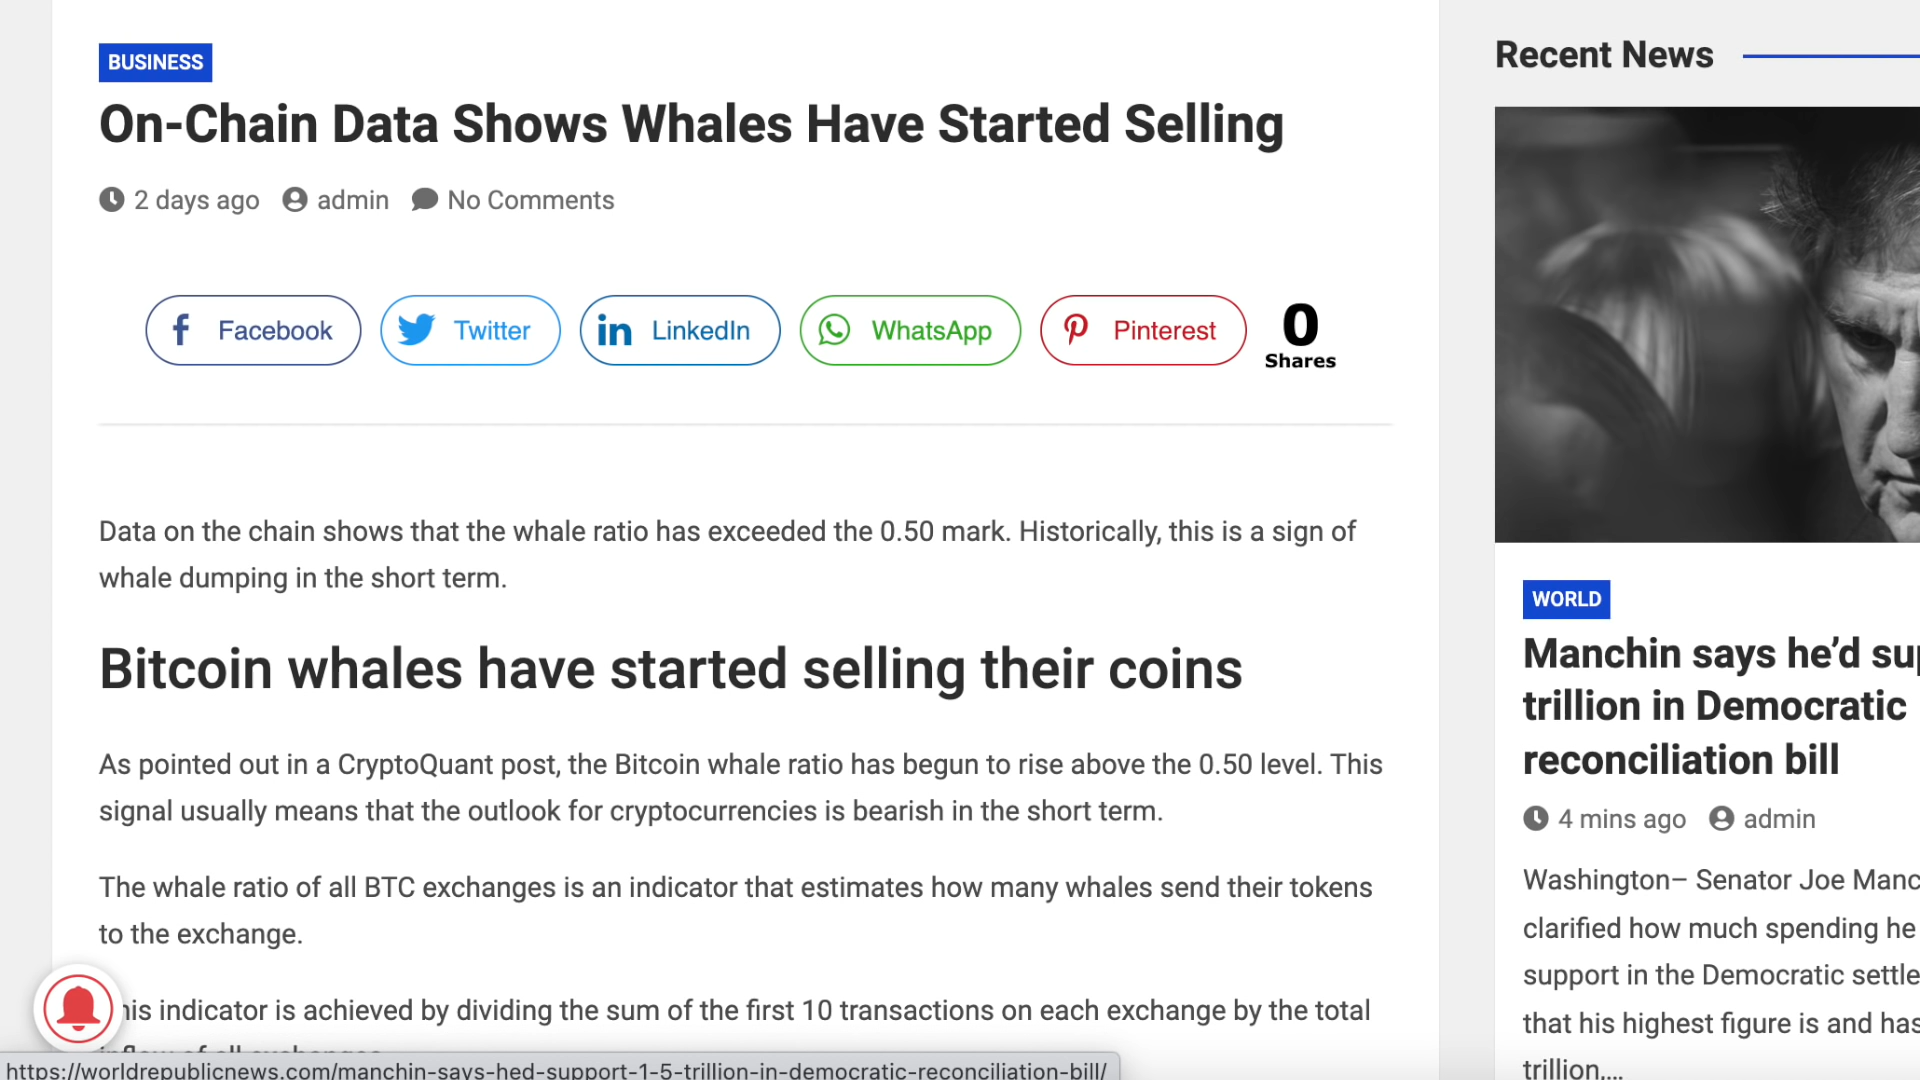 BUSINESS
On-Chain Data Shows Whales Have Started Selling
2 days ago admin No Comments
Facebook Twitter LinkedIn WhatsApp Pinterest 0 Shares
Data on the chain shows that the whale ratio has exceeded the 0.50 mark. Historically, this is a sign of
whale dumping in the short term.
Bitcoin whales have started selling their coins
As pointed out in a CryptoQuant post, the Bitcoin whale ratio has begun to rise above the 0.50 level. This
signal usually means that the outlook for cryptocurrencies is bearish in the short term.
The whale ratio of all BTC exchanges is an indicator that estimates how many whales send their tokens
to the exchange.
his indicator is achieved by dividing the sum of the first 10 transactions on each exchange by the total
inflow of all exchanges
https://worldrepublicnews.com/manchin-says-hed-support-1-5-trillion-in-democratic-reconciliation-bill/
Recent News
WORLD
Manchin says he’d sup
trillion in Democratic
reconciliation bill
4 mins ago admin
Washington– Senator Joe Manc
clarified how much spending he
support in the Democratic settle
that his highest figure is and has
trillion....